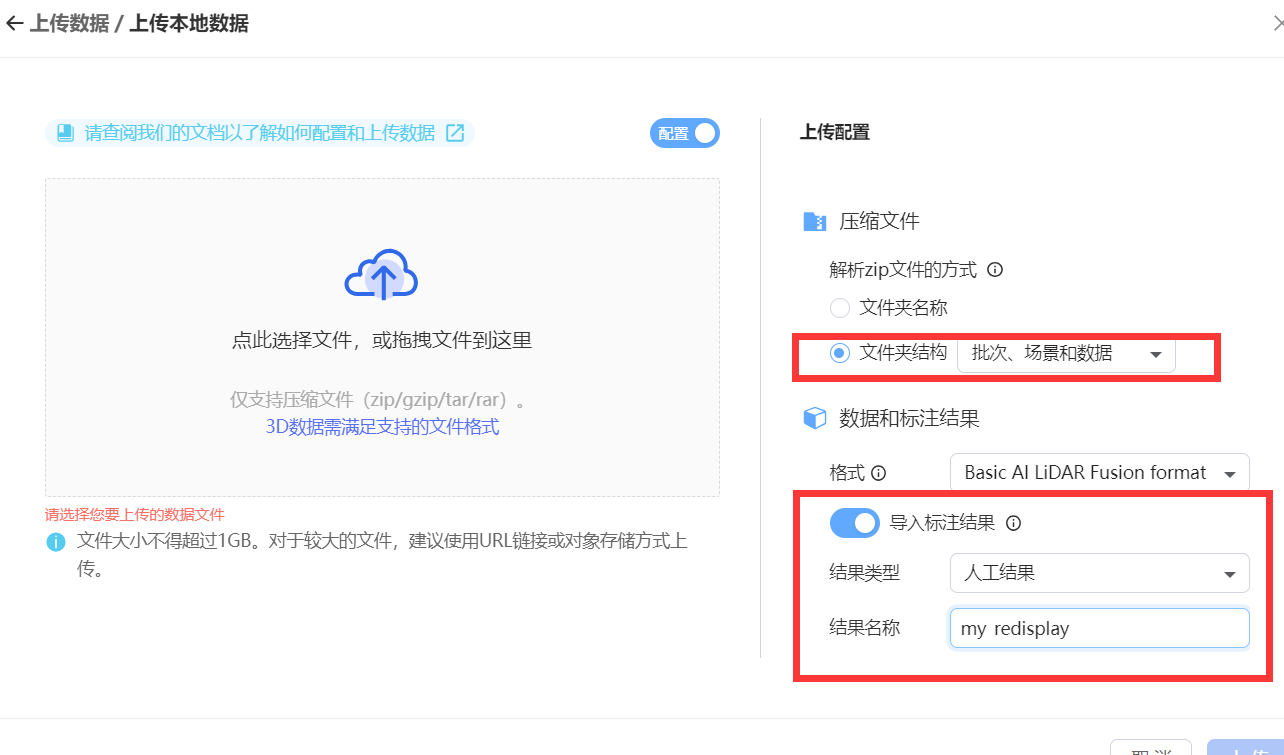 上传数据 / 上传本地数据
请查阅我们的文档以了解如何配置和上传数据
配置
点此选择文件，或拖拽文件到这里
仅支持压缩文件（zip/gzip/tar/rar）。
3D数据需满足支持的文件格式
请选择您要上传的数据文件
文件大小不得超过1GB。对于较大的文件，建议使用URL链接或对象存储方式上
传。
上传配置
压缩文件
解析zip文件的方式
文件夹名称
文件夹结构 批次、场景和数据
数据和标注结果
格式 Basic AI LiDAR Fusion format
导入标注结果
结果类型 人工结果
结果名称 my redisplay
取消 上传